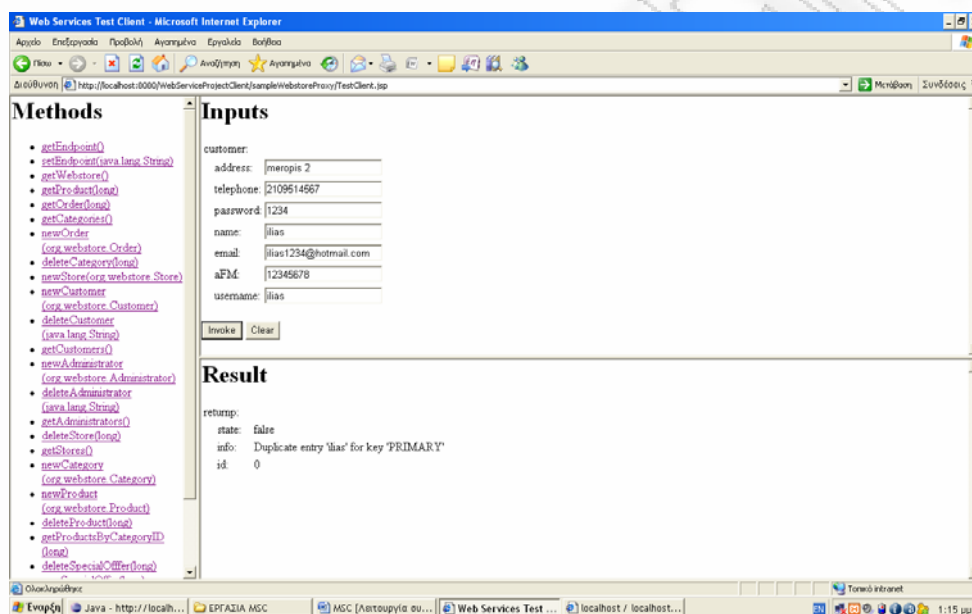 Web Services Test Client - Microsoft Internet Explorer
Αρχείο Επεξεργασία Προβολή Αγαπημένα Εργαλεία Βοήθεια
Πίσω Αναζήτηση Αγαπημένα
Διεύθυνση http://localhost:8080/WebServiceProjectClient/sampleWebstoreProxy/TestClient.jsp Μετάβαση Συνδέσεις
Methods
getEndpoint()
setEndpoint(java.lang.String)
getWebstore()
getProduct(long)
getOrder(long)
getCategories()
newOrder
(org.webstore.Order)
deleteCategory(long)
newStore(org.webstore.Store)
newCustomer
(org.webstore.Customer)
deleteCustomer
(java.lang.String)
getCustomers()
newAdministrator
(org.webstore.Administrator)
deleteAdministrator
(java.lang.String)
getAdministrators()
deleteStore(long)
getStores()
newCategory
(org.webstore.Category)
newProduct
(org.webstore.Product)
deleteProduct(long)
getProductsByCategoryID
(long)
deleteSpecialOffer(long)
Inputs
customer:
address: meropis 2
telephone: 2109514567
password: 1234
name: ilias
email: ilias1234@hotmail.com
aFM: 12345678
username: ilias
Invoke Clear
Result
returnp:
state: false
info: Duplicate entry 'ilias' for key 'PRIMARY'
id: 0
Ολοκληρώθηκε Τοπικό intranet
Έναρξη Java - http://localh... ΕΡΓΑΣΙΑ MSC MSC [Λειτουργία συ... Web Services Test ... localhost / localhost... EN 1:15 μμ